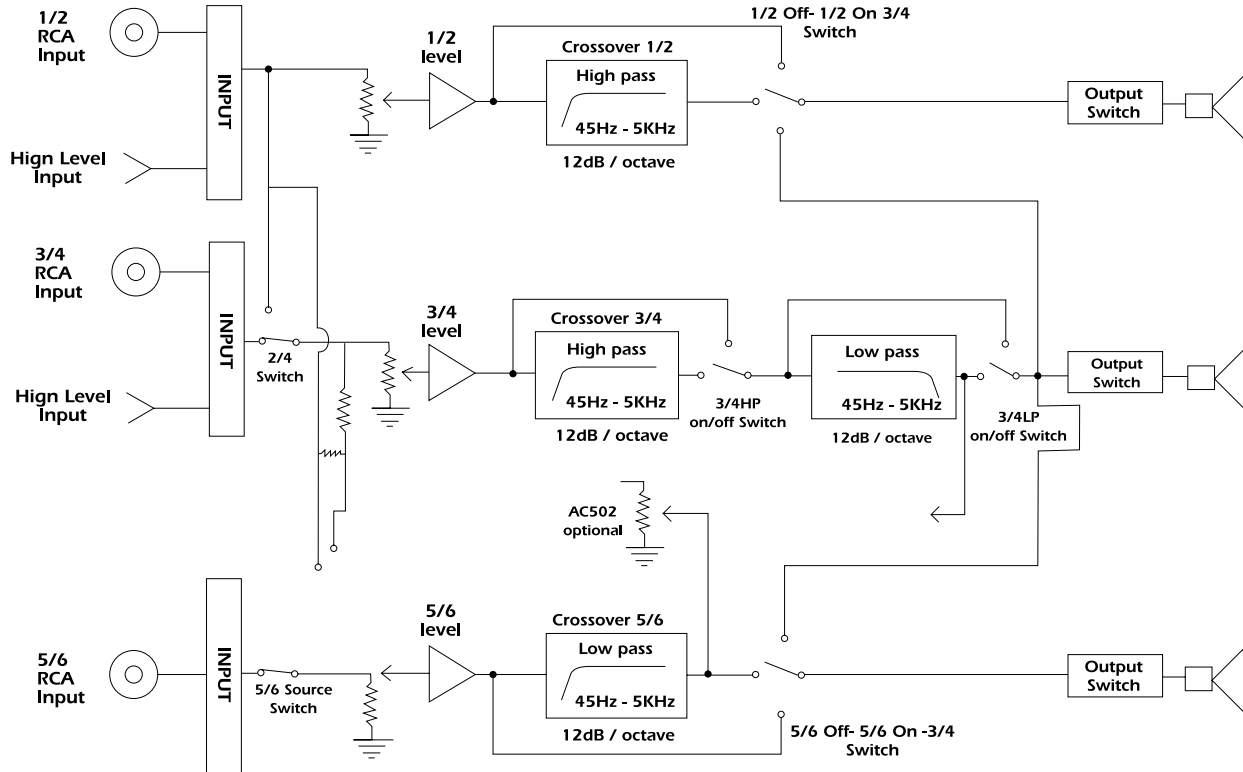 1/2
RCA
Input
INPUT
Hign Level
Input
1/2
level
Crossover 1/2
High pass
45Hz - 5KHz
12dB / octave
1/2 Off- 1/2 On 3/4
Switch
Output
Switch
3/4
RCA
Input
INPUT
Hign Level
Input
2/4
Switch
3/4
level
Crossover 3/4
High pass
45Hz - 5KHz
12dB / octave
3/4HP
on/off Switch
Low pass
45Hz - 5KHz
12dB / octave
3/4LP
on/off Switch
Output
Switch
AC502
optional
5/6
RCA
Input
INPUT
5/6 Source
Switch
5/6
level
Crossover 5/6
Low pass
45Hz - 5KHz
12dB / octave
5/6 Off- 5/6 On -3/4
Switch
Output
Switch